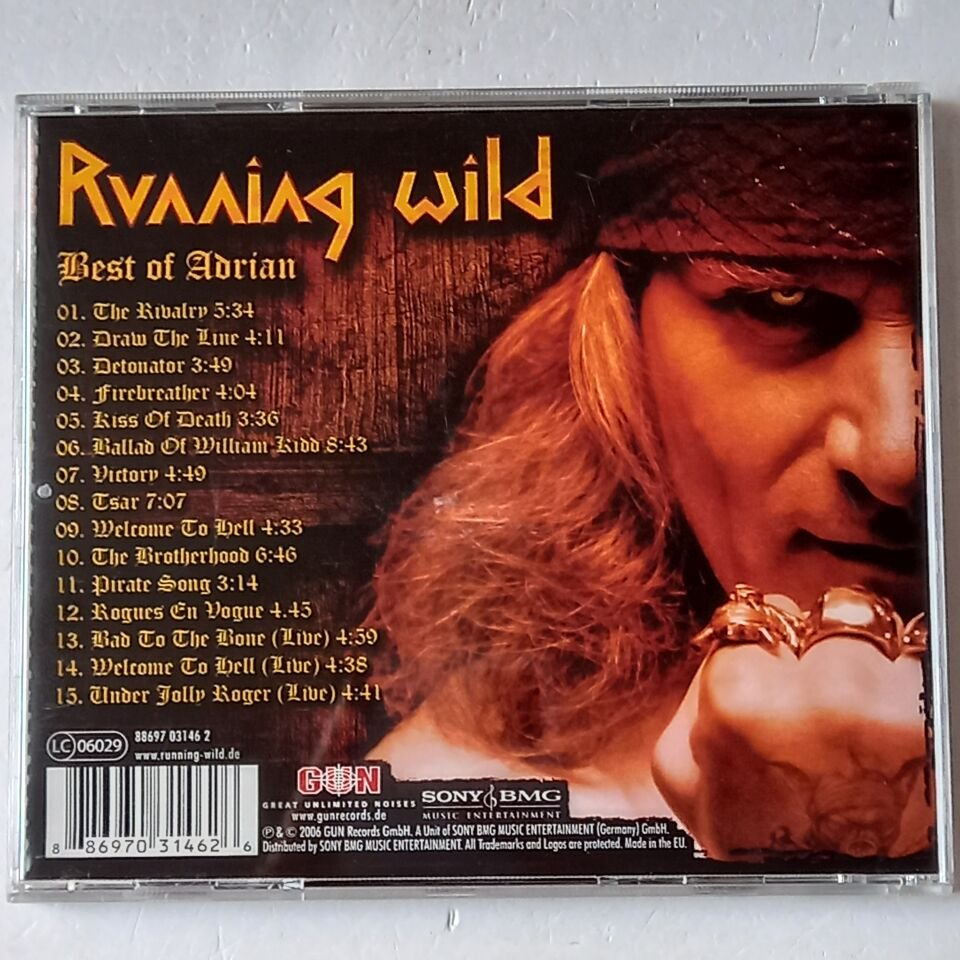 Running wild
Best of Adrian
01. The Rivalry 5:34
02. Draw The Line 4:11
03. Detonator 3:49
04. Firebreather 4:04
05. Kiss Of Death 3:36
06. Ballad Of William Kidd 8:43
07. Victory 4:49
08. Tsar 7:07
09. Welcome To Hell 4:33
10. The Brotherhood 6:46
11. Pirate Song 3:14
12. Rogues En Vogue 4.45
13. Bad To The Bone (Live) 4:59
14. Welcome To Hell (Live) 4:38
15. Under Jolly Roger (Live) 4:41
LC 06029
88697 03146 2
www.running-wild.de
8 86970 31462 6
GUN
GREAT UNLIMITED NOISES
www.gunrecords.de
SONY BMG
MUSIC ENTERTAINMENT
℗ & © 2006 GUN Records GmbH. A Unit of SONY BMG MUSIC ENTERTAINMENT (Germany) GmbH.
Distributed by SONY BMG MUSIC ENTERTAINMENT. All Trademarks and Logos are protected. Made in the EU.